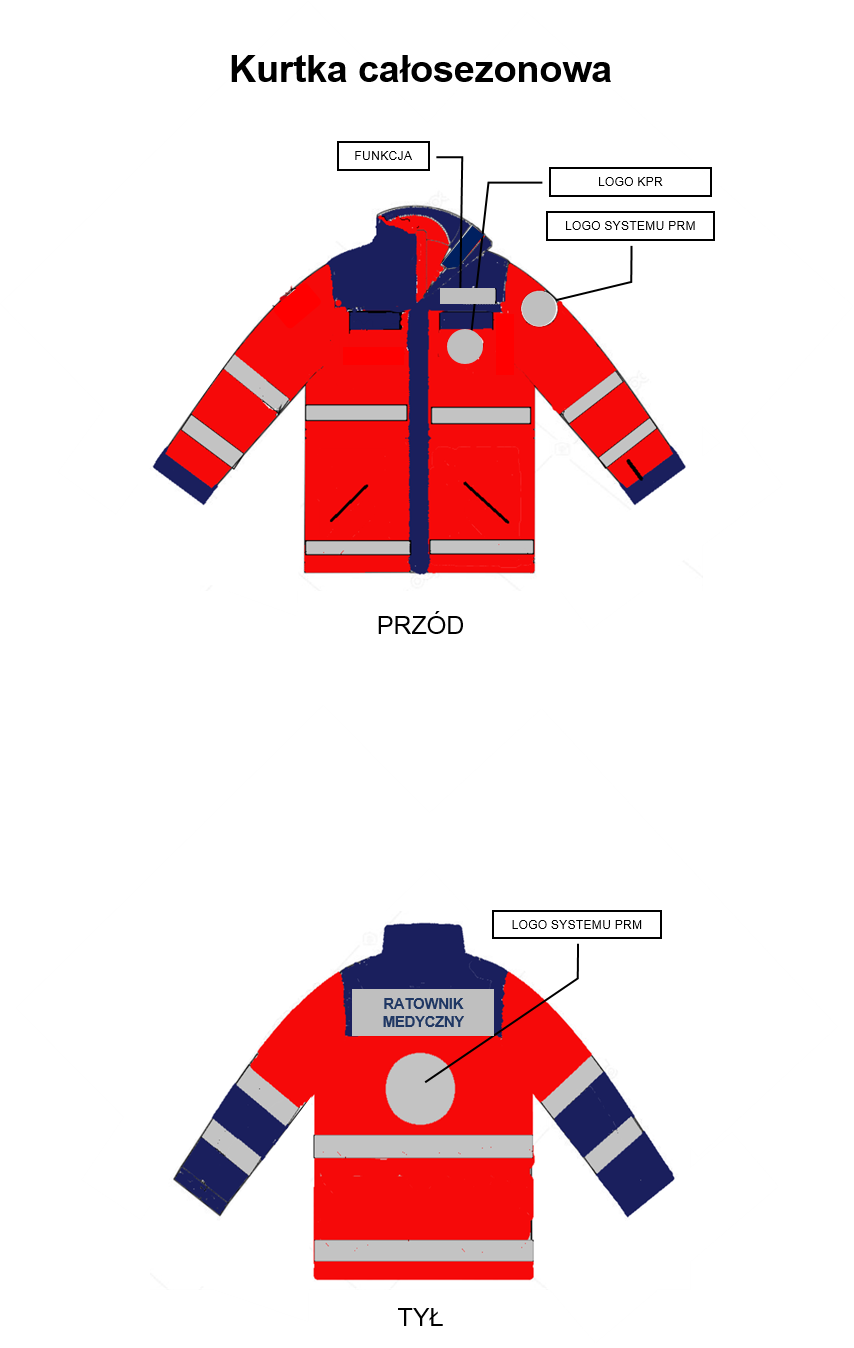 Kurtka całosezonowa
FUNKCJA
LOGO KPR
LOGO SYSTEMU PRM
PRZÓD
LOGO SYSTEMU PRM
RATOWNIK
MEDYCZNY
TYŁ